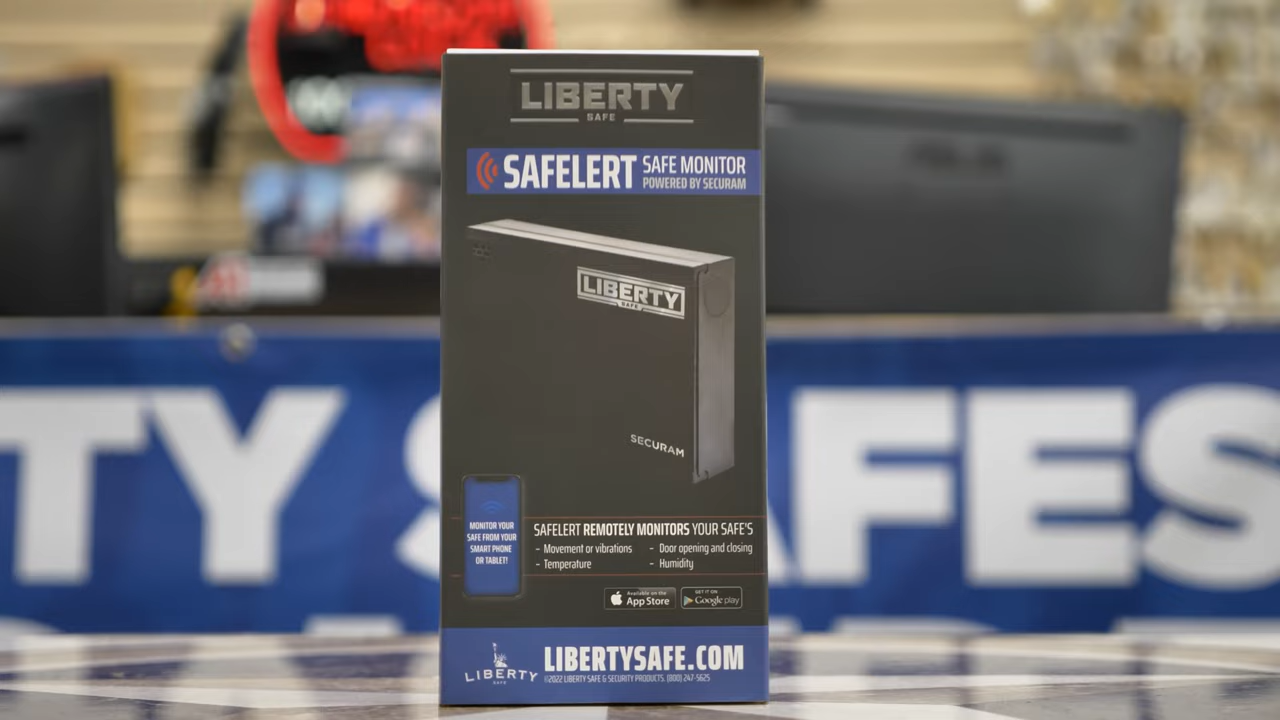 LIBERTY
SAFE
SAFELERT SAFE MONITOR
POWERED BY SECURAM
LIBERTY
SAFE
SECURAM
MONITOR YOUR
SAFE FROM YOUR
SMART PHONE
OR TABLET!
SAFELERT REMOTELY MONITORS YOUR SAFE'S
- Movement or vibrations
- Door opening and closing
- Temperature
- Humidity
Available on the
App Store
GET IT ON
Google play
LIBERTY
SAFE
LIBERTYSAFE.COM
©2022 LIBERTY SAFE & SECURITY PRODUCTS. (800) 247-5625
TY SAFES